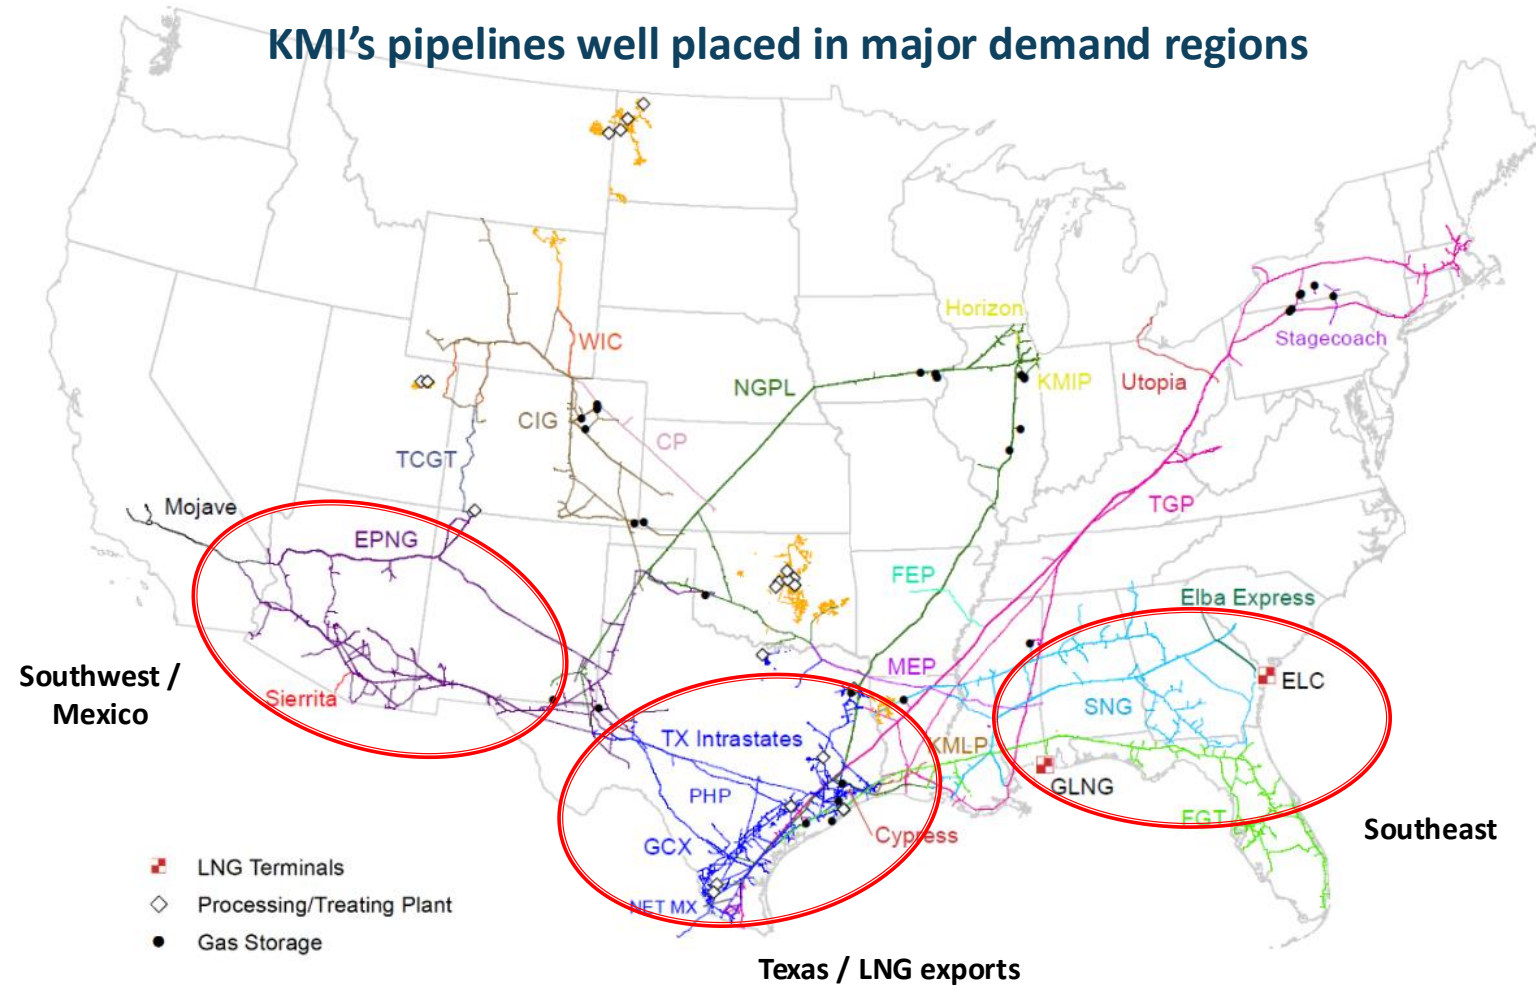 KMI's pipelines well placed in major demand regions
Horizon
WIC
Stagecoach
NGPL
KMIP
Utopia
CIG
CP
TCGT
TGP
Mojave
EPNG
FEP
Elba Express
MEP
ELC
Southwest /
Mexico
Sierrita
SNG
TX Intrastates
KMLP
PHP
GLNG
FGT
Southeast
Cypress
GCX
LNG Terminals
Processing/Treating Plant
NET MX
Gas Storage
Texas / LNG exports